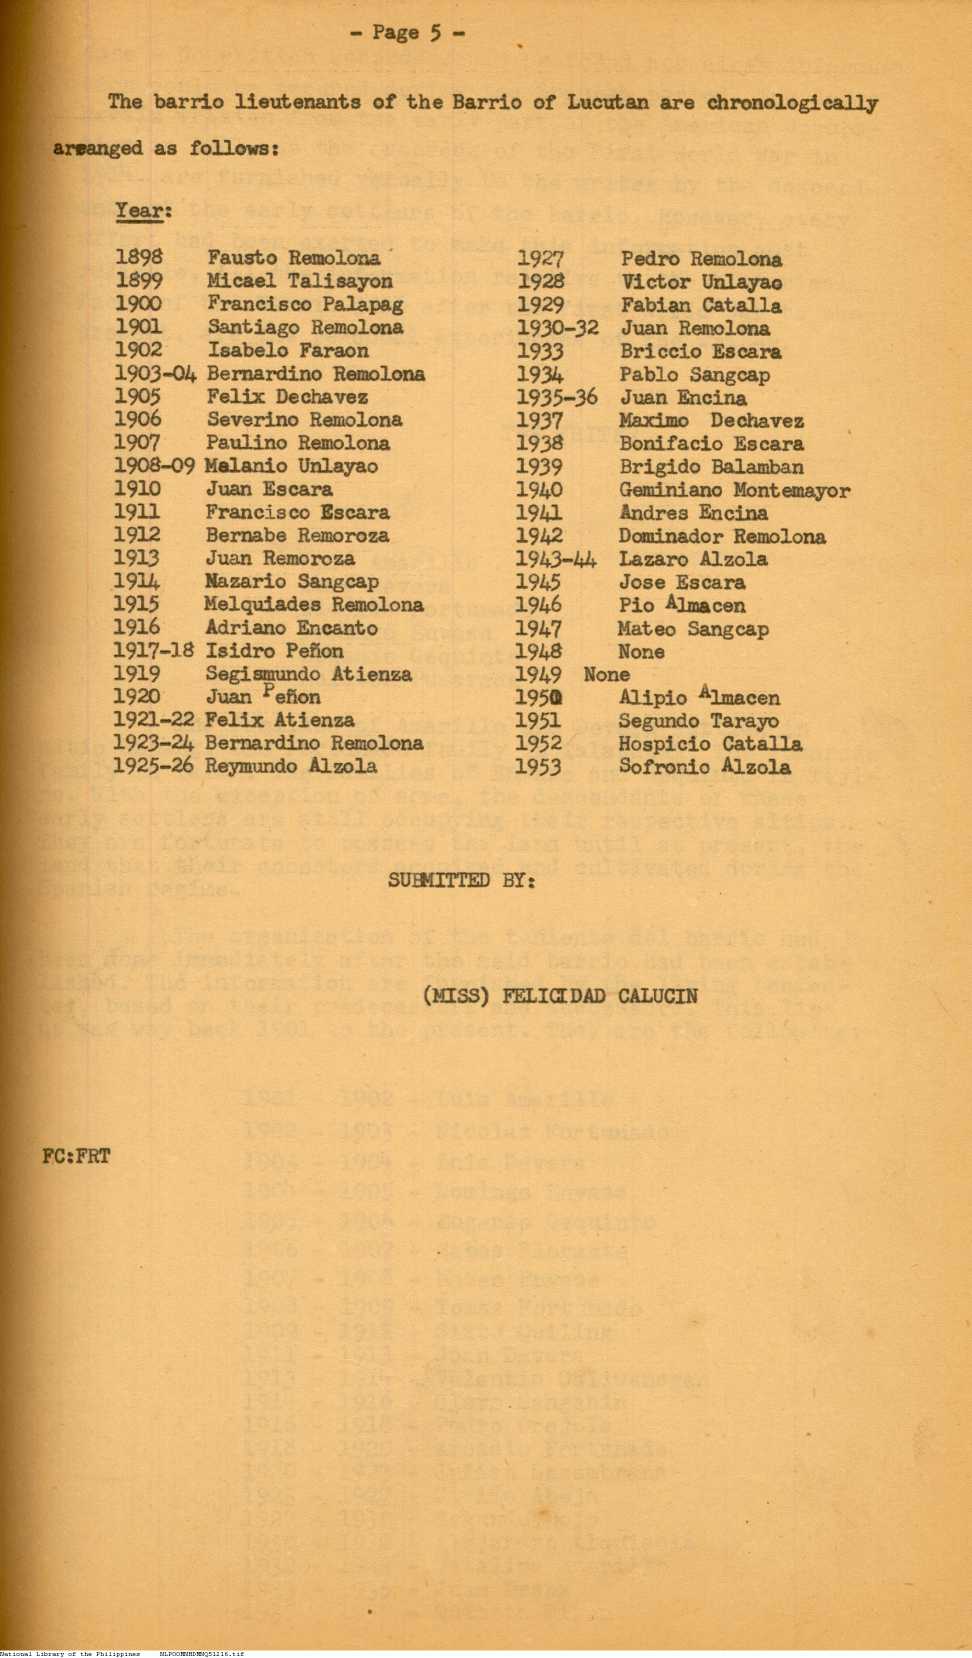 - Page 5 -
The barrio lieutenants of the Barrio of Lucutan are chronologically
arranged as follows:
Year:
1898 Fausto Remolona
1899 Micael Talisayon
1900 Francisco Palapag
1901 Santiago Remolona
1902 Isabelo Faraon
1903-04 Bernardino Remolona
1905 Felix Dechavez
1906 Severino Remolona
1907 Paulino Remolona
1908-09 Melanio Unlayao
1910 Juan Escara
1911 Francisco Escara
1912 Bernabe Remoroza
1913 Juan Remoroza
1914 Nazario Sangcap
1915 Melquiades Remolona
1916 Adriano Encanto
1917-18 Isidro Peñon
1919 Segismundo Atienza
1920 Juan Peñon
1921-22 Felix Atienza
1923-24 Bernardino Remolona
1925-26 Reymundo Alzola
1927 Pedro Remolona
1928 Victor Unlayao
1929 Fabian Catalla
1930-32 Juan Remolona
1933 Briccio Escara
1934 Pablo Sangcap
1935-36 Juan Encina
1937 Maximo Dechavez
1938 Bonifacio Escara
1939 Brigido Balamban
1940 Geminiano Montemayor
1941 Andres Encina
1942 Dominador Remolona
1943-44 Lazaro Alzola
1945 Jose Escara
1946 Pio Almacen
1947 Mateo Sangcap
1948 None
1949 None
1950 Alipio Almacen
1951 Segundo Tarayo
1952 Hospicio Catalla
1953 Sofronio Alzola
SUBMITTED BY:
(MISS) FELICIDAD CALUCIN
FC:FRT
National Library of the Philippines